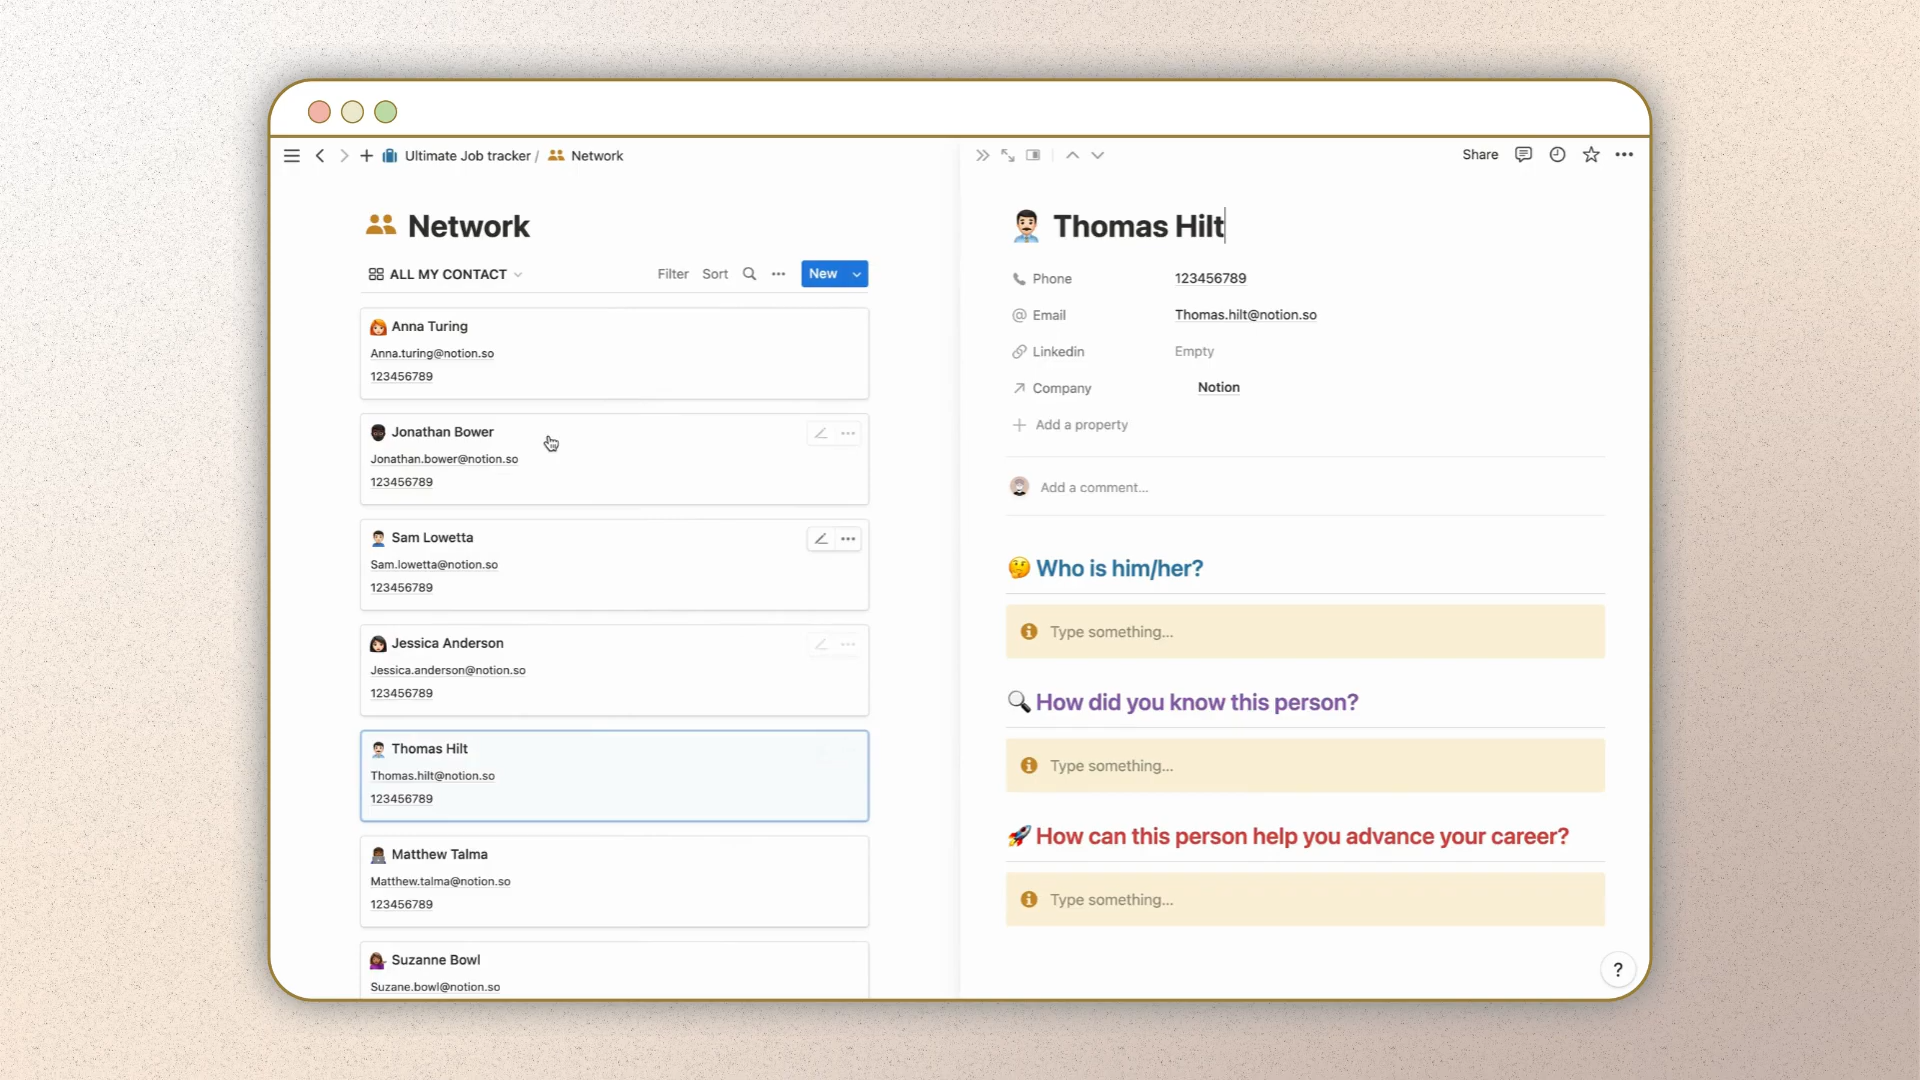 Ultimate Job tracker / Network
Share
Network
ALL MY CONTACT
Filter
Sort
New
Anna Turing
Anna.turing@notion.so
123456789
Jonathan Bower
Jonathan.bower@notion.so
123456789
Sam Lowetta
Sam.lowetta@notion.so
123456789
Jessica Anderson
Jessica.anderson@notion.so
123456789
Thomas Hilt
Thomas.hilt@notion.so
123456789
Matthew Talma
Matthew.talma@notion.so
123456789
Suzanne Bowl
Suzane.bowl@notion.so
Thomas Hilt
Phone 123456789
Email Thomas.hilt@notion.so
Linkedin Empty
Company Notion
Add a property
Add a comment...
Who is him/her?
Type something...
How did you know this person?
Type something...
How can this person help you advance your career?
Type something...
?